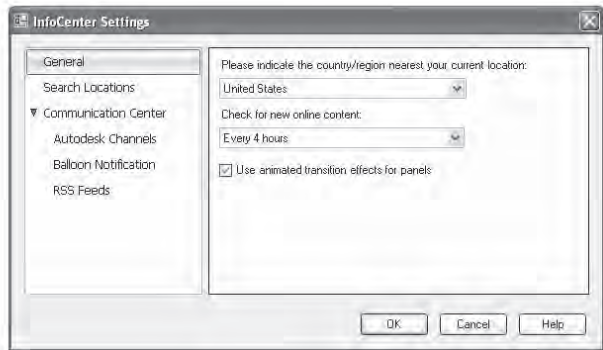 InfoCenter Settings
General
Search Locations
Communication Center
Autodesk Channels
Balloon Notification
RSS Feeds
Please indicate the country/region nearest your current location:
United States
Check for new online content:
Every 4 hours
Use animated transition effects for panels
OK
Cancel
Help